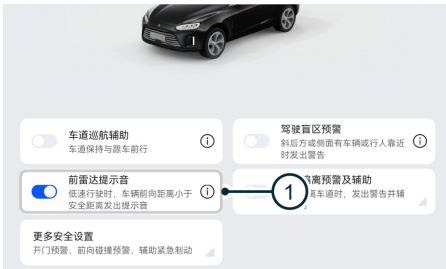 车道巡航辅助
车道保持与跟车前行
驾驶盲区预警
斜后方或侧面有车辆或行人靠近
时发出警告
前雷达提示音
低速行驶时，车辆前向距离小于
安全距离发出提示音
1
离预警及辅助
离车道时，发出警告并辅
更多安全设置
开门预警、前向碰撞预警、辅助紧急制动